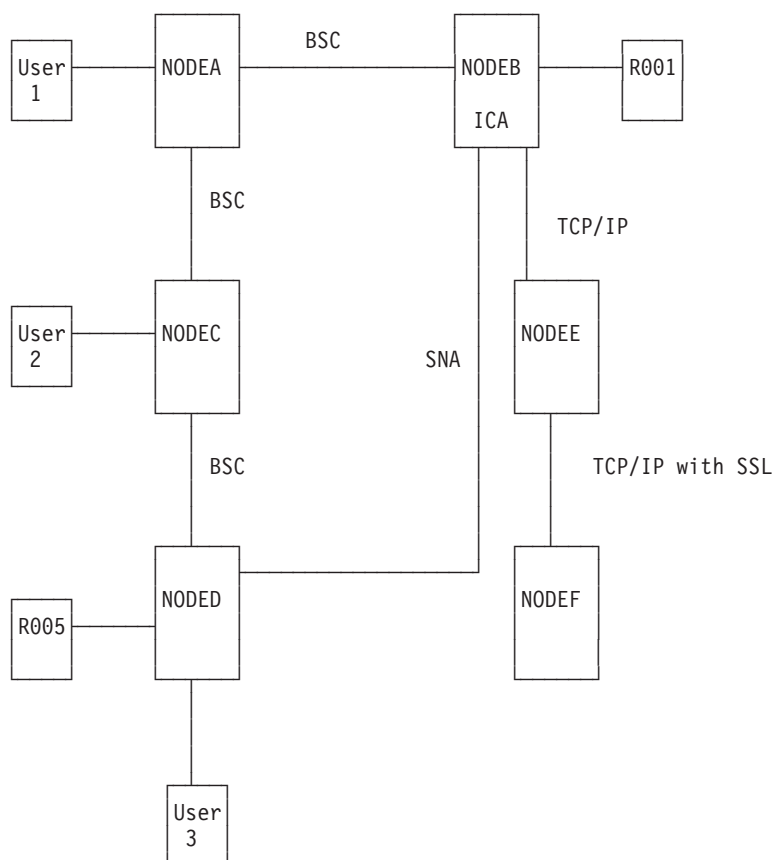 BSC
User
1
NODEA
NODEB
ICA
R001
BSC
TCP/IP
User
2
NODEC
SNA
NODEE
BSC
TCP/IP with SSL
R005
NODED
NODEF
User
3